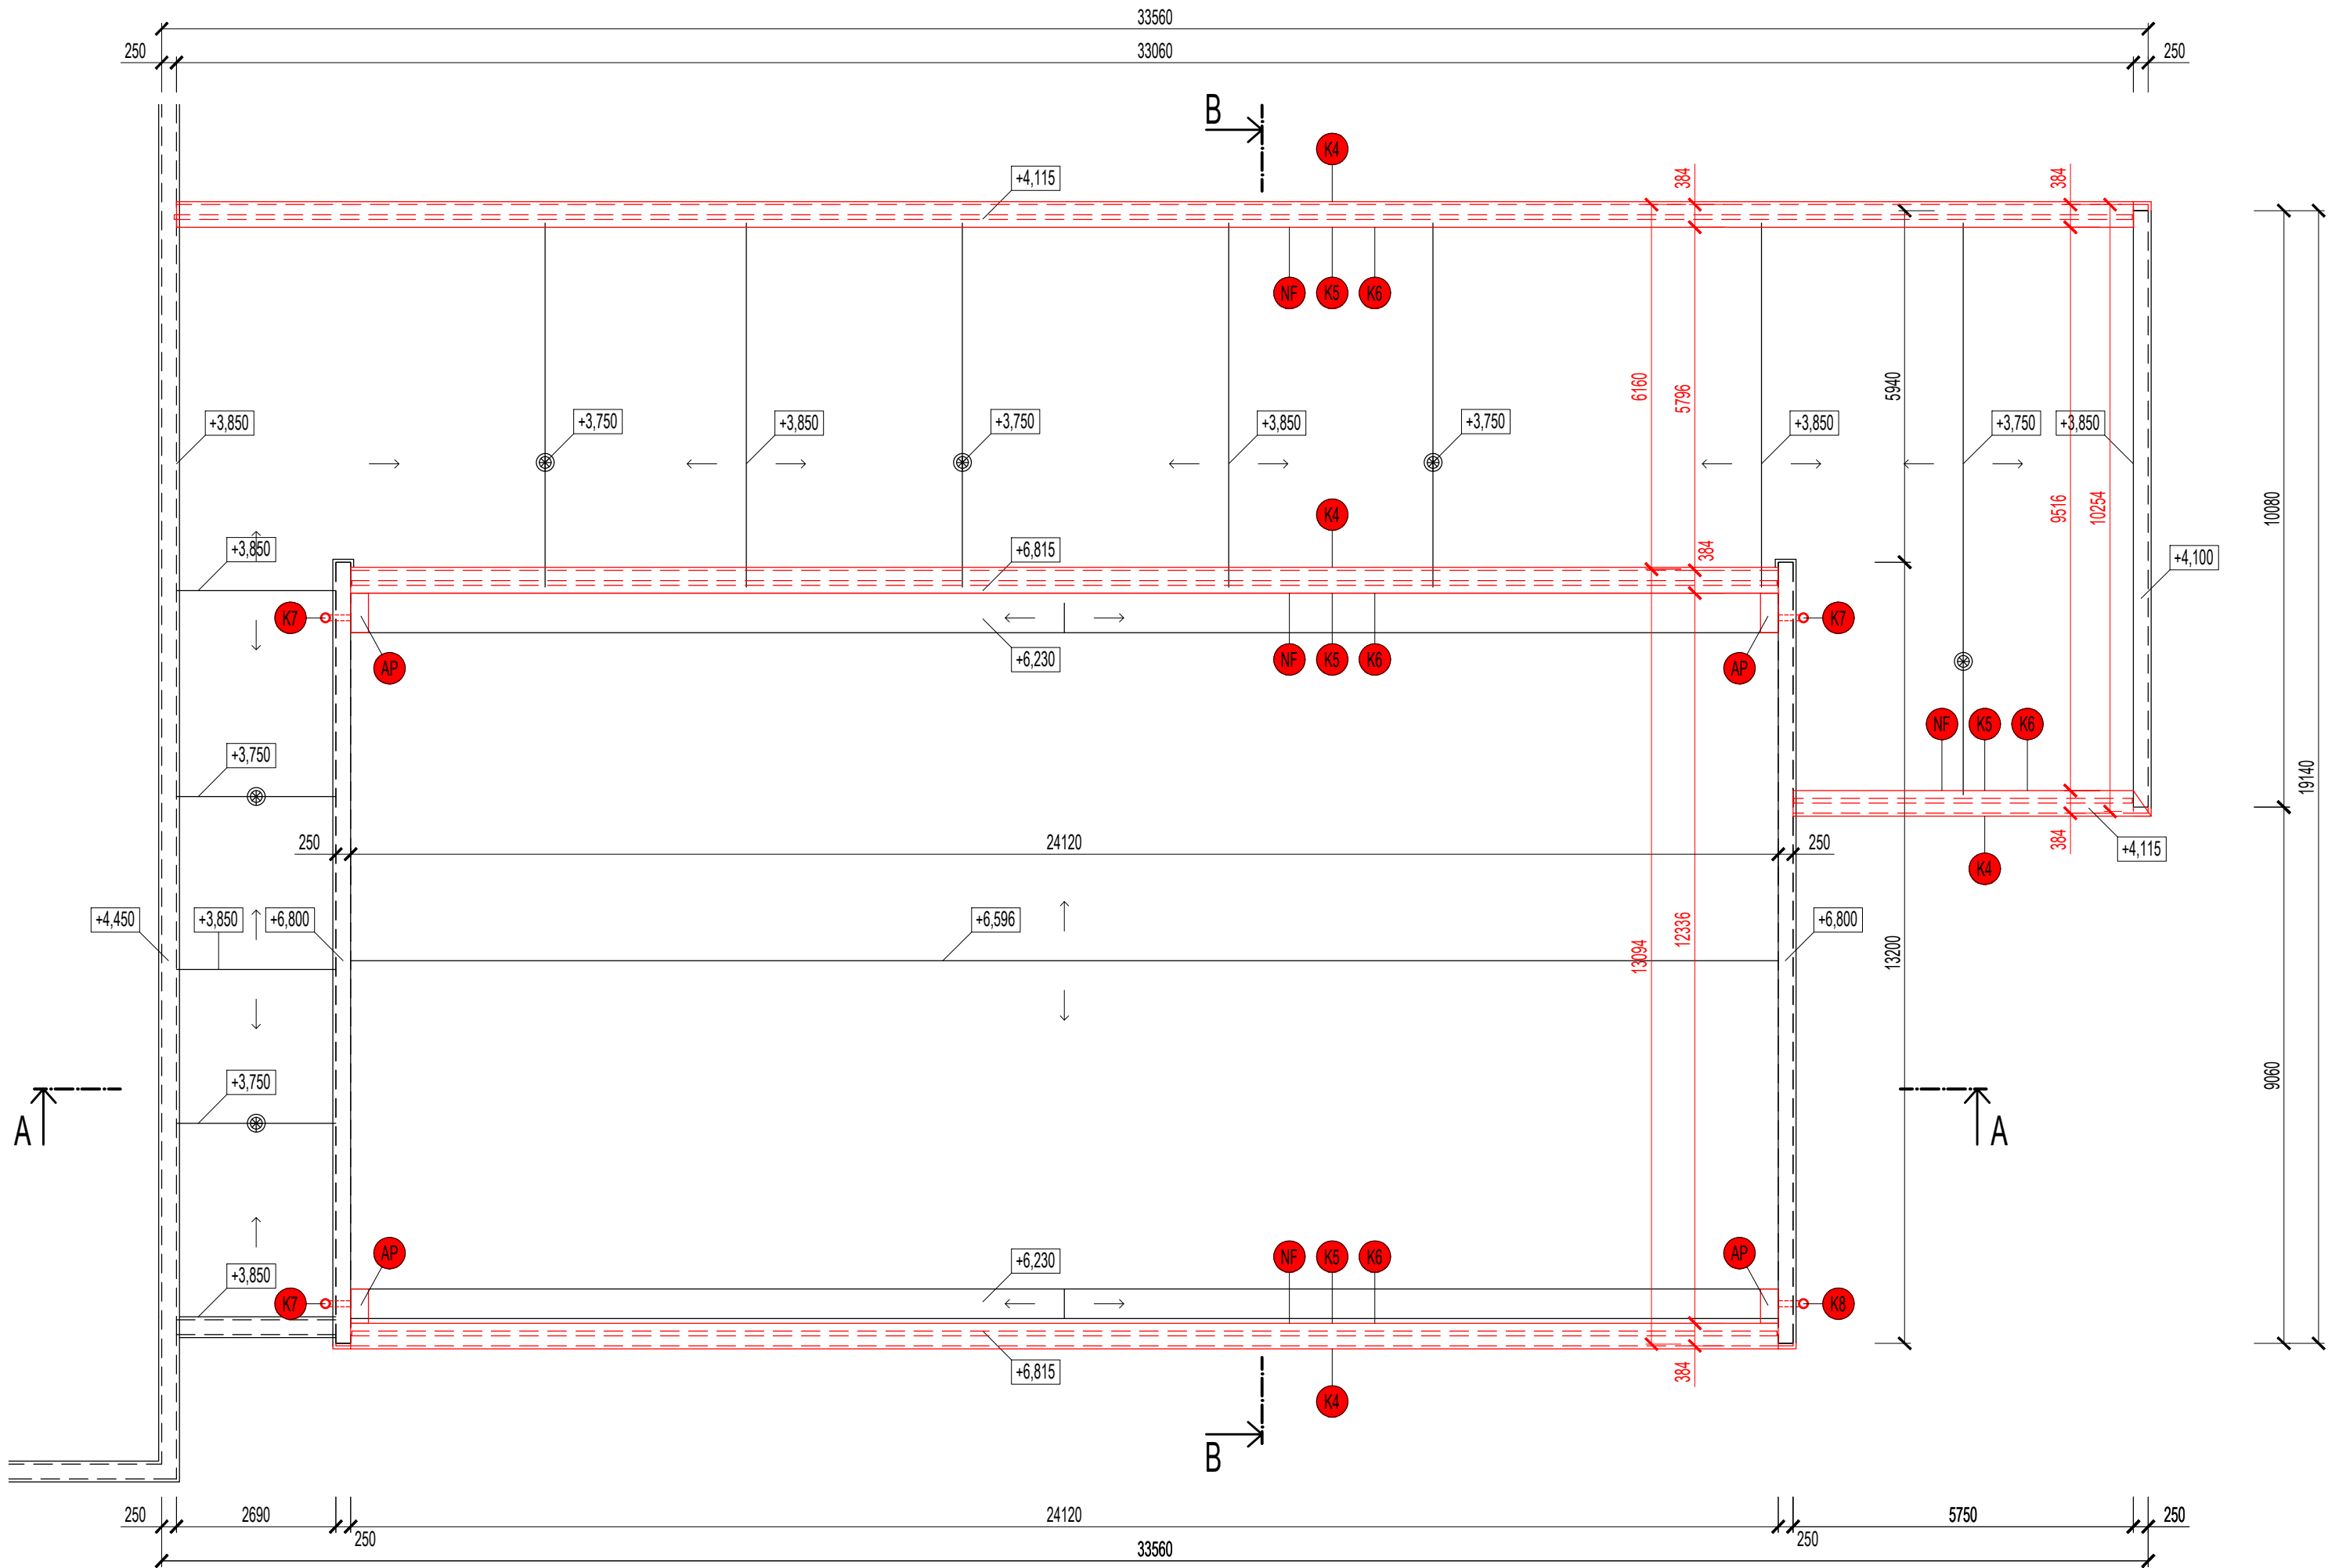 33560
250
33060
250
B
K4
+4,115
384
384
NF
K5
K6
6160
5796
5940
+3,850
+3,750
+3,850
+3,750
+3,850
+3,750
+3,850
+3,750
+3,850
9516
10254
10080
19140
K4
+3,850
+6,815
384
+4,100
K7
AP
+6,230
NF
K5
K6
AP
K7
+3,750
NF
K5
K6
250
24120
250
384
+4,115
K4
+4,450
+3,850
+6,800
+6,596
13094
12336
13200
+6,800
A
+3,750
A
9060
+3,850
AP
+6,230
NF
K5
K6
AP
K7
K8
+6,815
384
K4
B
250
2690
250
24120
250
5750
250
33560